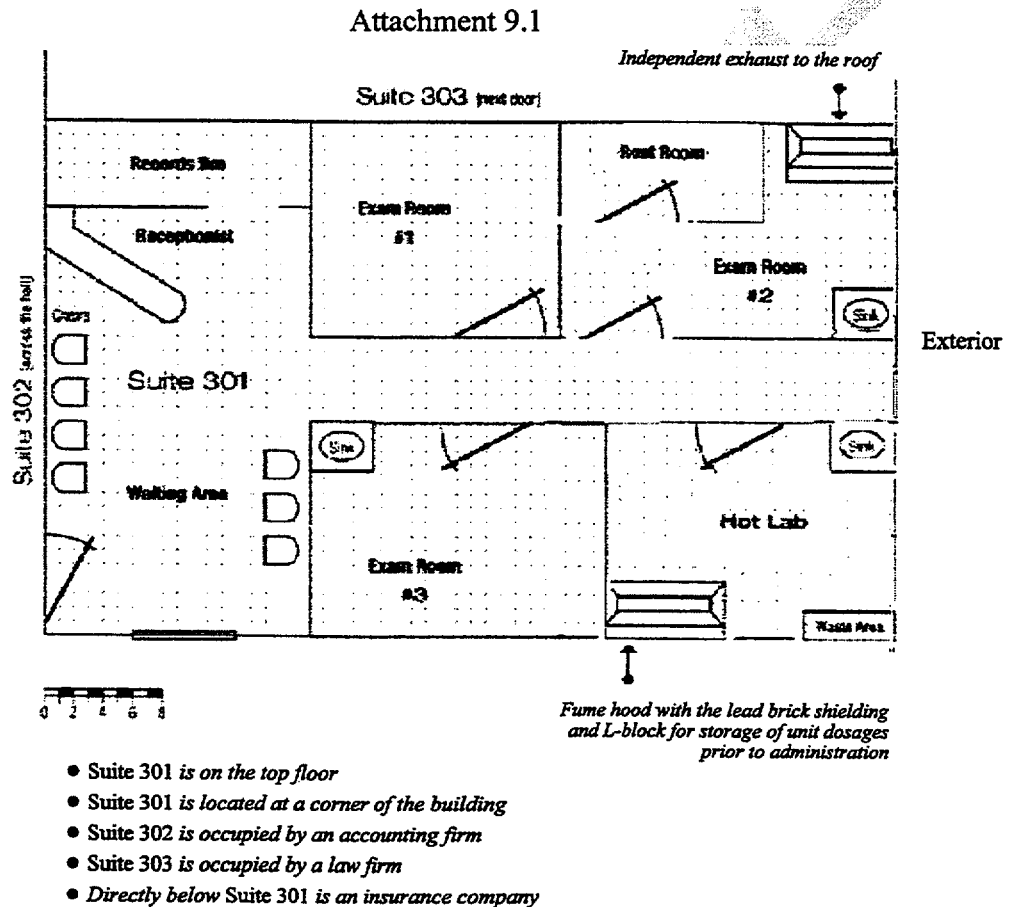 Attachment 9.1
Independent exhaust to the roof
Suite 303 [next door]
Records Rm
Rest Room
Exam Room
#1
Receptionist
Exam Room
#2
Sink
Chairs
Exterior
Suite 302 [across the hall]
Suite 301
Sink
Sink
Waiting Area
Hot Lab
Exam Room
#3
Waste Area
0 2 4 6 8
Fume hood with the lead brick shielding
and L-block for storage of unit dosages
prior to administration
• Suite 301 is on the top floor
• Suite 301 is located at a corner of the building
• Suite 302 is occupied by an accounting firm
• Suite 303 is occupied by a law firm
• Directly below Suite 301 is an insurance company